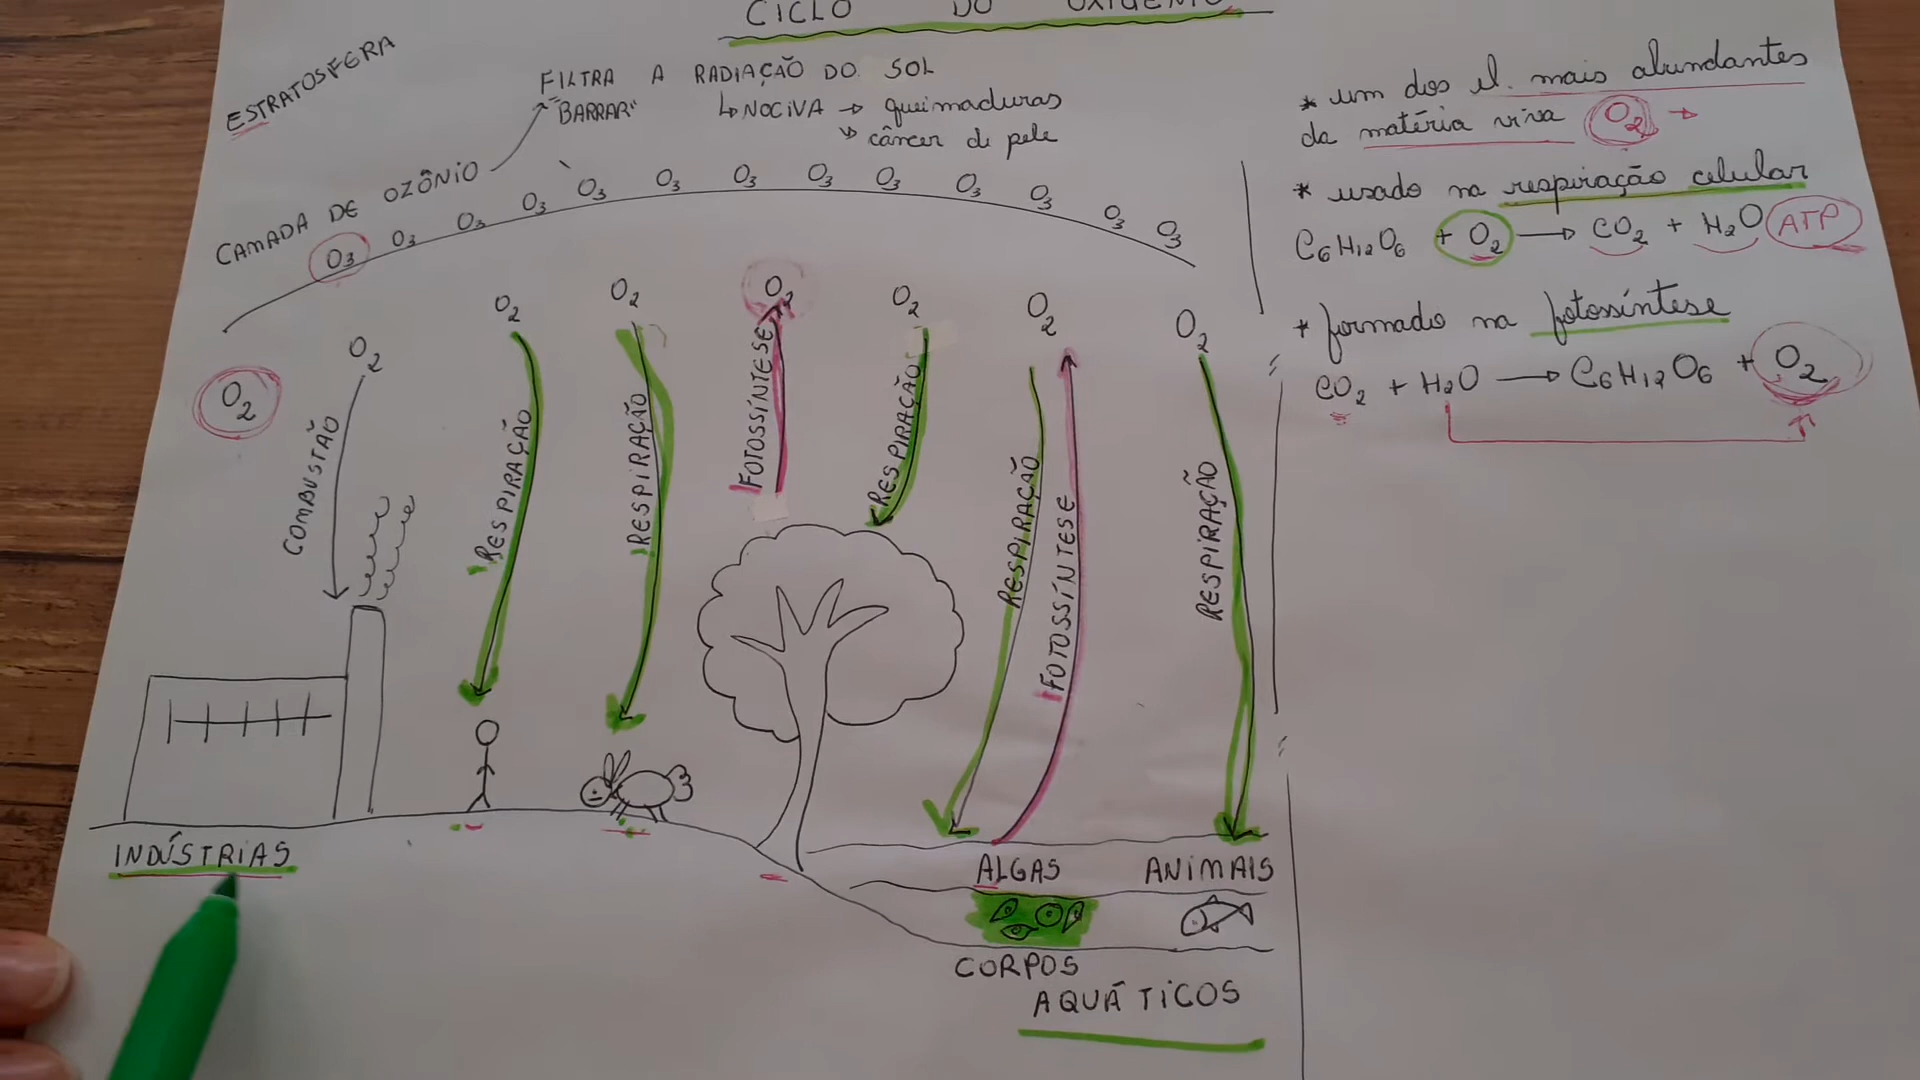 CICLO DO OXIGÊNIO
ESTRATOSFERA
FILTRA A RADIAÇÃO DO SOL
"BARRAR"
↳ NOCIVA → queimaduras
↘ câncer de pele
CAMADA DE OZÔNIO
O3 O3 O3 O3 O3 O3 O3 O3 O3 O3 O3 O3 O3
O2
O2
COMBUSTÃO
O2
RESPIRAÇÃO
O2
RESPIRAÇÃO
O2
FOTOSSÍNTESE
O2
RESPIRAÇÃO
O2
RESPIRAÇÃO
FOTOSSÍNTESE
O2
RESPIRAÇÃO
INDÚSTRIAS
ALGAS
ANIMAIS
CORPOS
AQUÁTICOS
* um dos el. mais abundantes
da matéria viva O2 →
* usado na respiração celular
C6H12O6 + O2 → CO2 + H2O ATP
* formado na fotossíntese
CO2 + H2O → C6H12O6 + O2